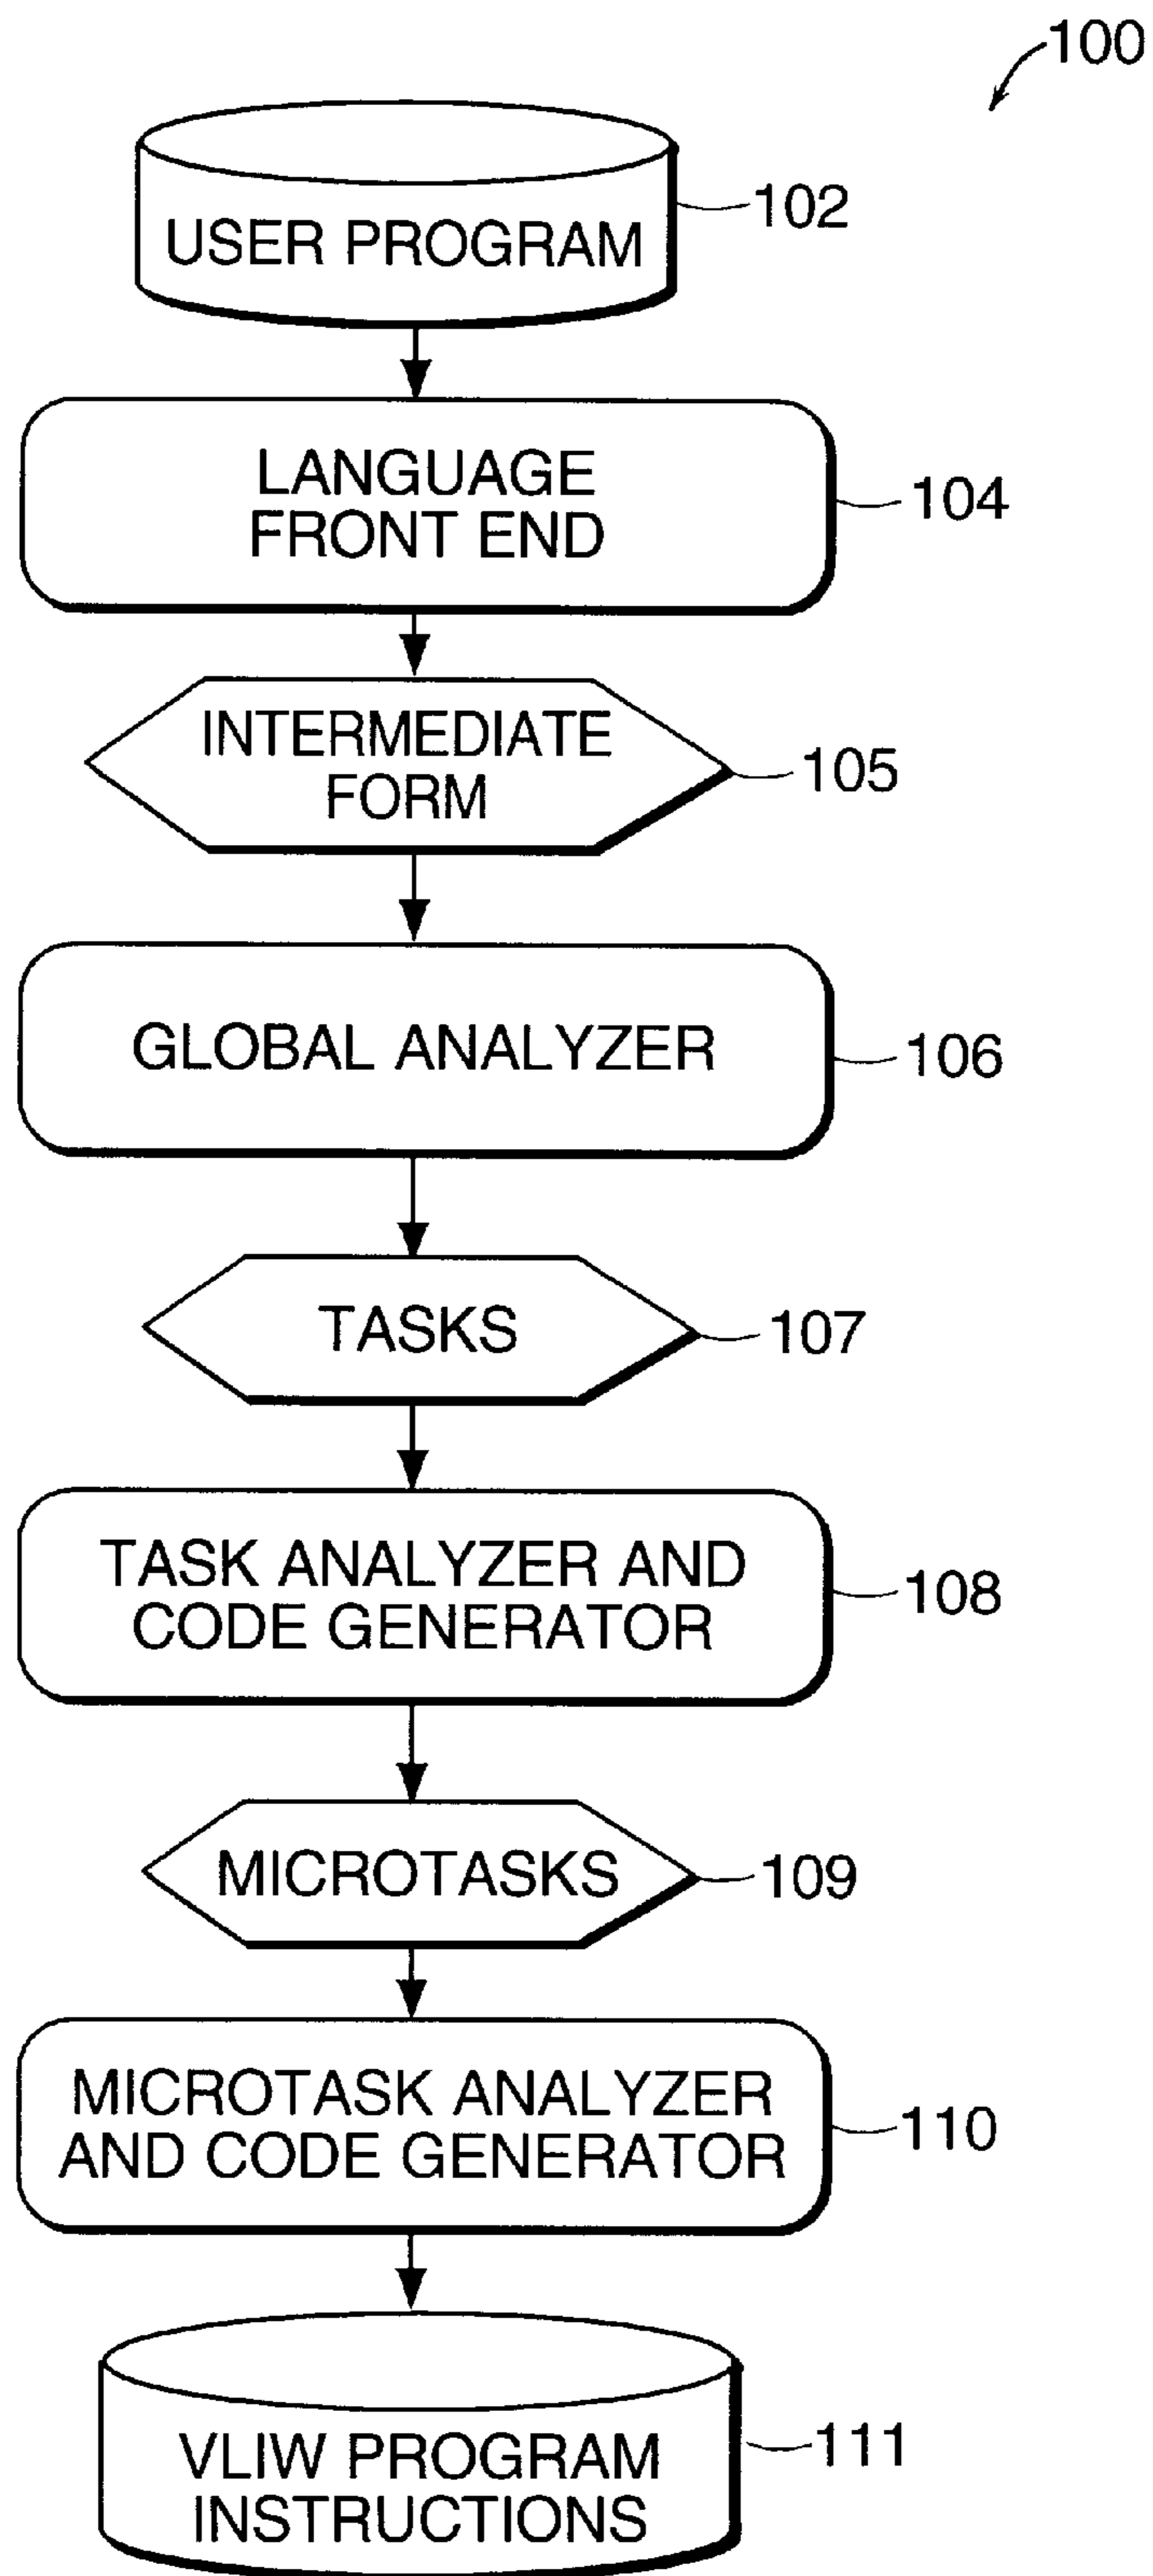 100
USER PROGRAM
102
LANGUAGE
FRONT END
104
INTERMEDIATE
FORM
105
GLOBAL ANALYZER
106
TASKS
107
TASK ANALYZER AND
CODE GENERATOR
108
MICROTASKS
109
MICROTASK ANALYZER
AND CODE GENERATOR
110
VLIW PROGRAM
INSTRUCTIONS
111